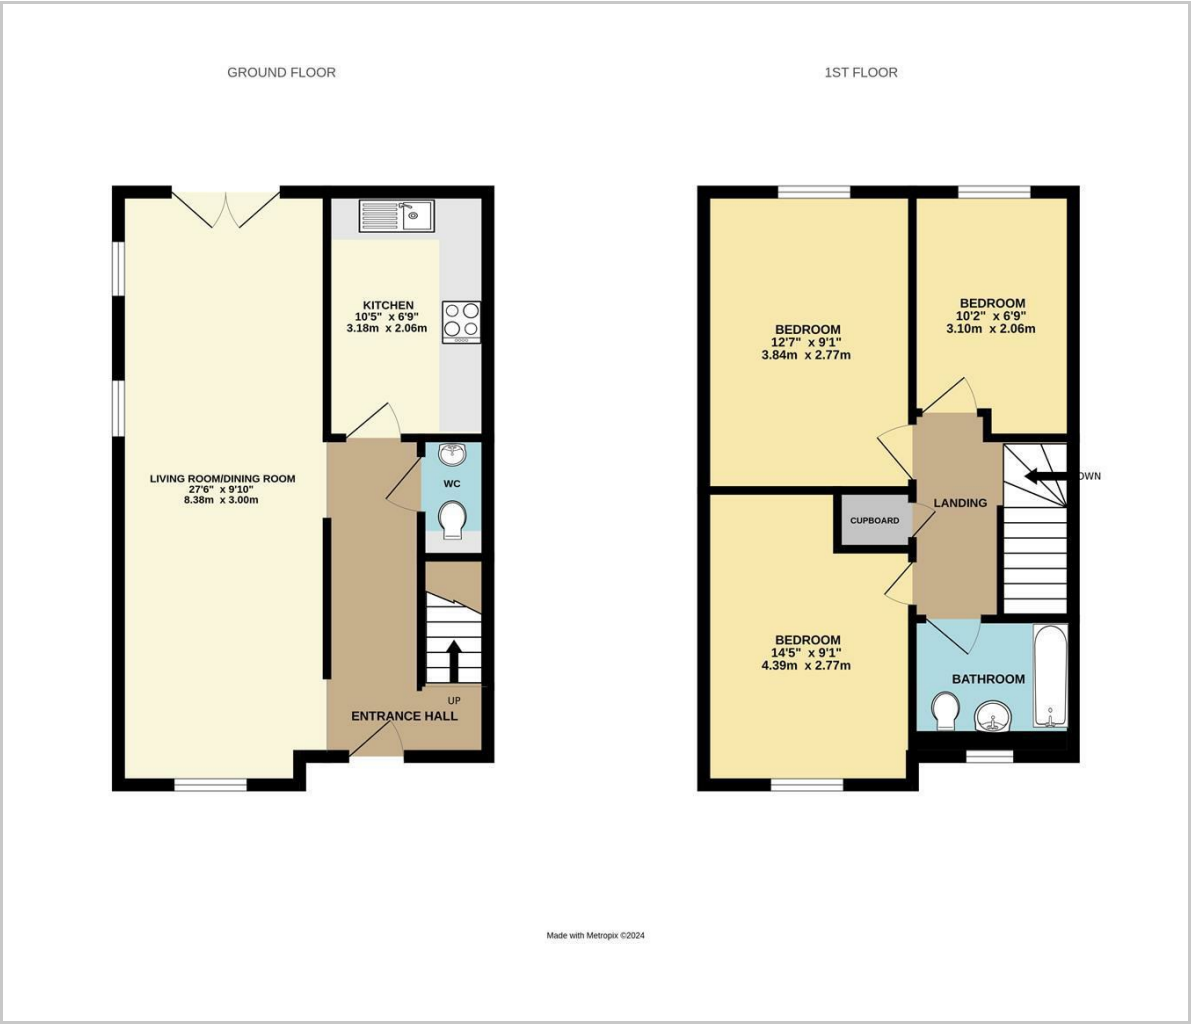 GROUND FLOOR
1ST FLOOR
KITCHEN
10'5" x 6'9"
3.18m x 2.06m
LIVING ROOM/DINING ROOM
27'6" x 9'10"
8.38m x 3.00m
WC
UP
ENTRANCE HALL
BEDROOM
12'7" x 9'1"
3.84m x 2.77m
BEDROOM
10'2" x 6'9"
3.10m x 2.06m
OWN
LANDING
CUPBOARD
BEDROOM
14'5" x 9'1"
4.39m x 2.77m
BATHROOM
Made with Metropix ©2024